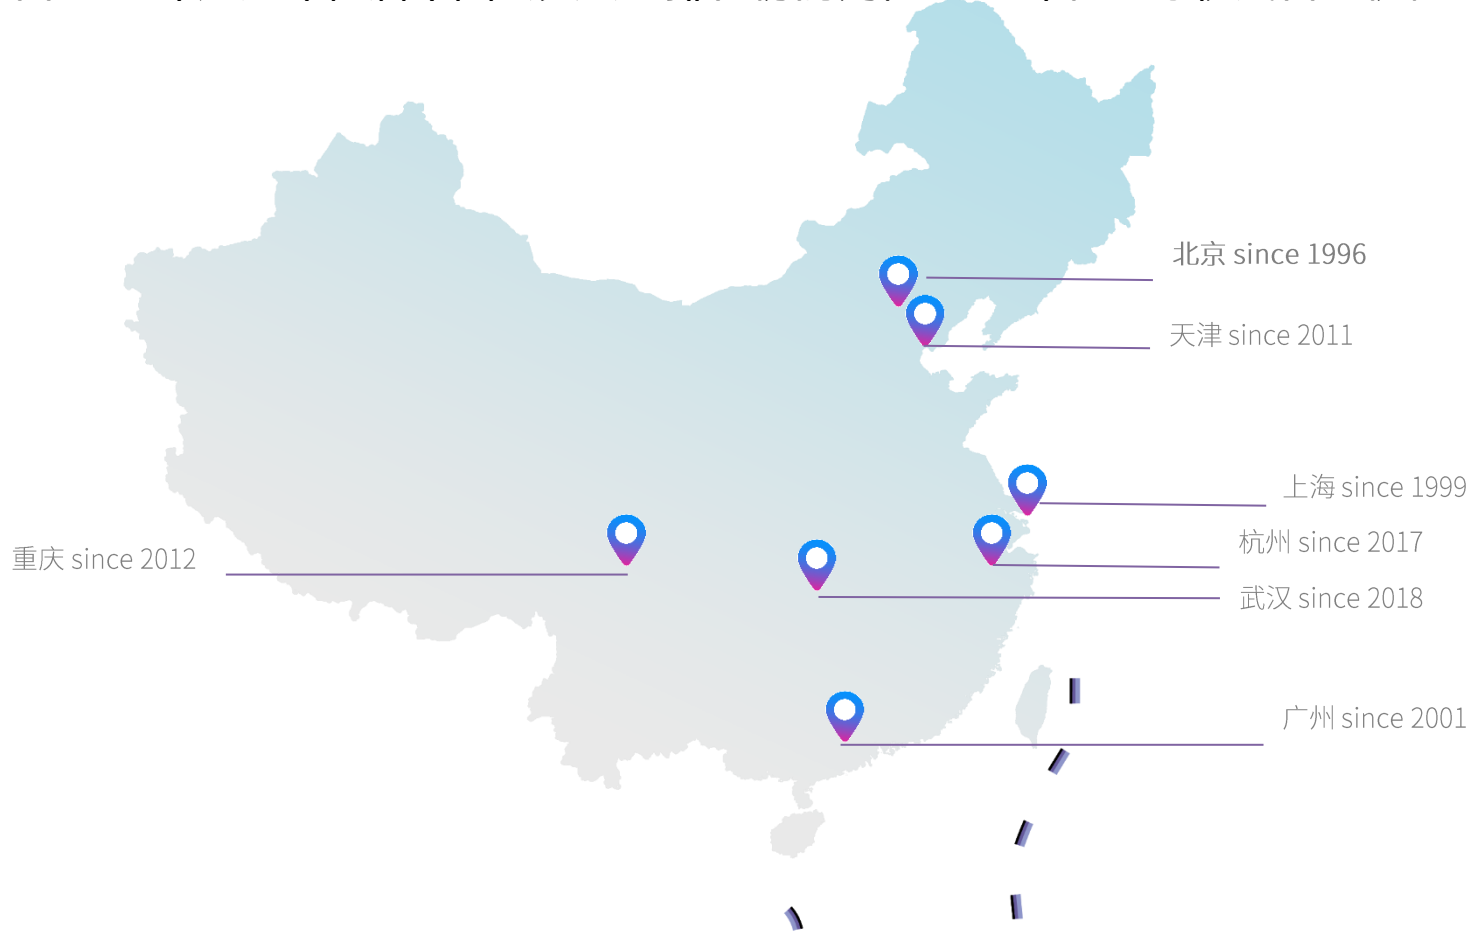 北京 since 1996
天津 since 2011
上海 since 1999
杭州 since 2017
重庆 since 2012
武汉 since 2018
广州 since 2001